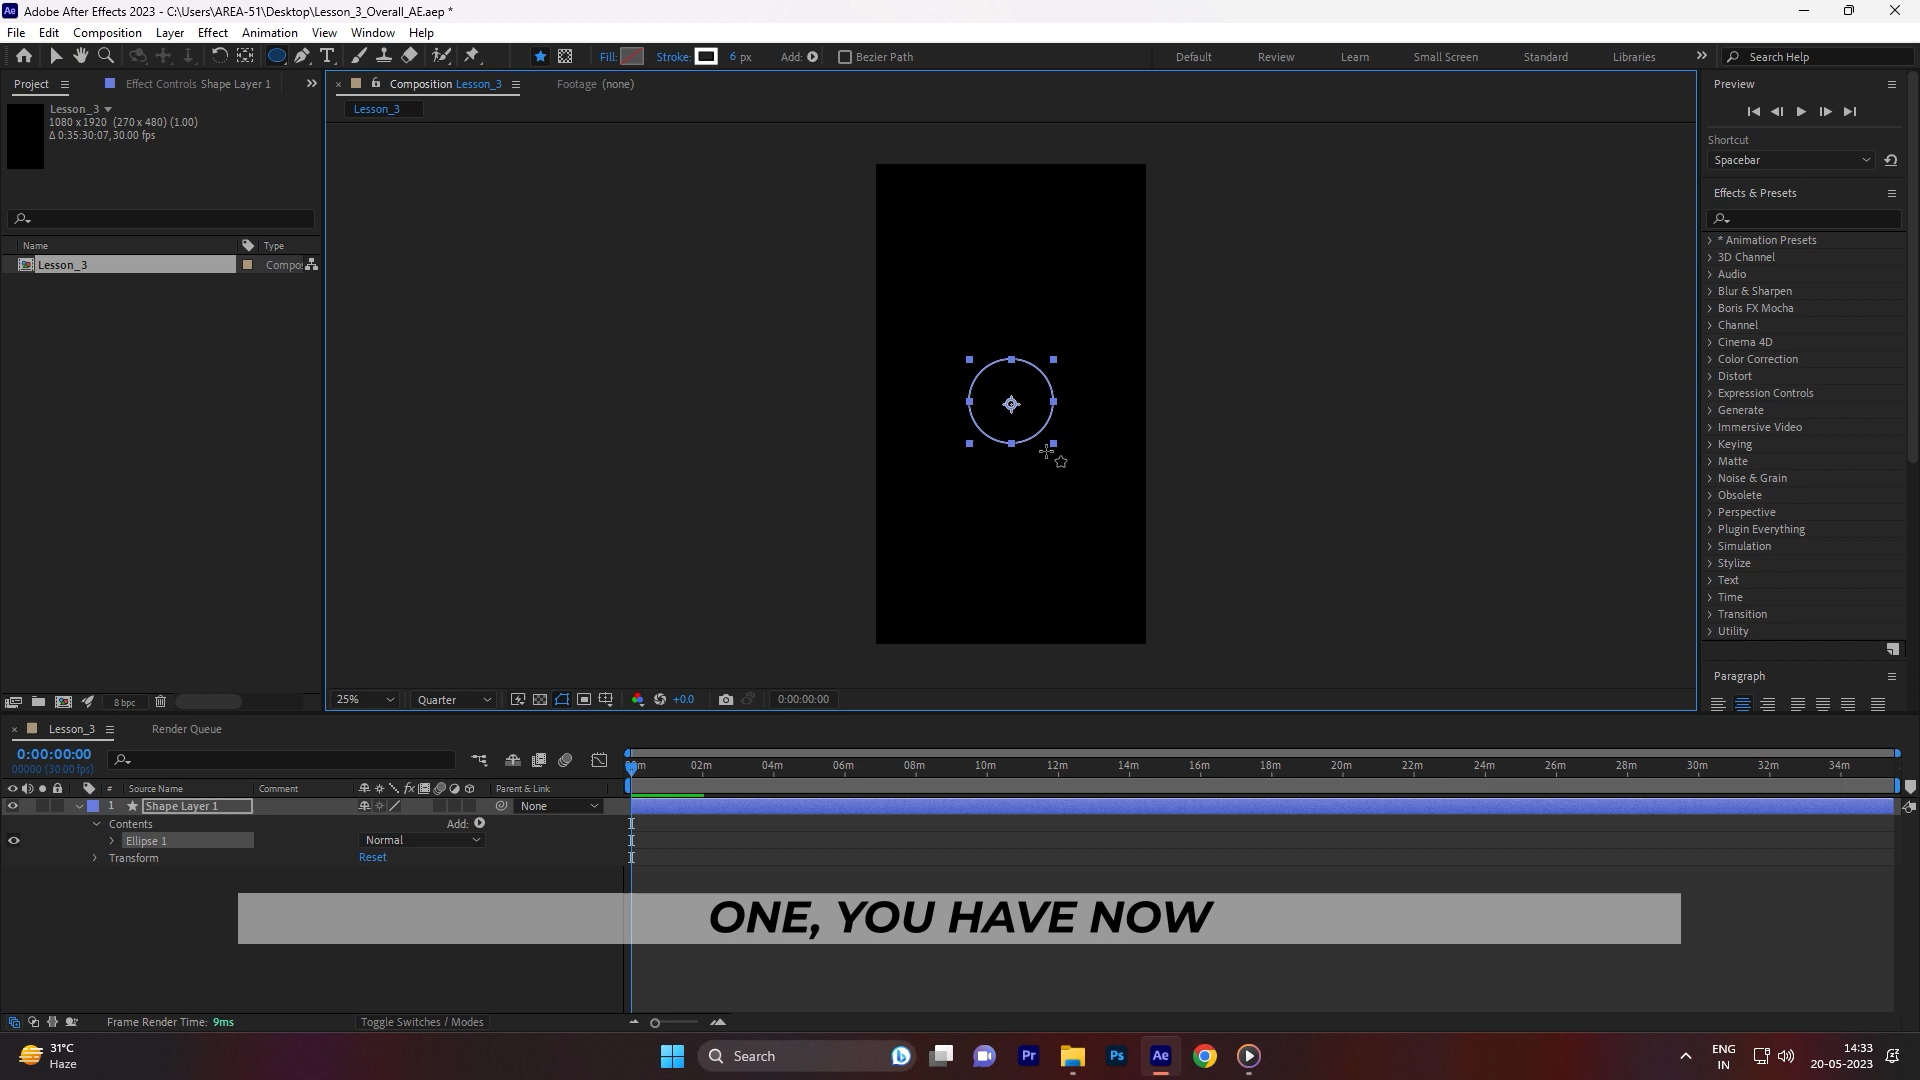 Adobe After Effects 2023 - C:\Users\AREA-51\Desktop\Lesson_3_Overall_AE.aep *
File Edit Composition Layer Effect Animation View Window Help
Fill: Stroke: 6 px Add: Bezier Path Default Review Learn Small Screen Standard Libraries Search Help
Project Effect Controls Shape Layer 1 Composition Lesson_3 Footage (none) Preview
Lesson_3
1080 x 1920 (270 x 480) (1.00)
Δ 0:35:30:07, 30.00 fps
Lesson_3
Shortcut
Spacebar
Effects & Presets
Name Type
Lesson_3 Compo
* Animation Presets
3D Channel
Audio
Blur & Sharpen
Boris FX Mocha
Channel
Cinema 4D
Color Correction
Distort
Expression Controls
Generate
Immersive Video
Keying
Matte
Noise & Grain
Obsolete
Perspective
Plugin Everything
Simulation
Stylize
Text
Time
Transition
Utility
Paragraph
8 bpc 25% Quarter +0.0 0:00:00:00
Lesson_3 Render Queue
0:00:00:00
00000 (30.00 fps)
02m 04m 06m 08m 10m 12m 14m 16m 18m 20m 22m 24m 26m 28m 30m 32m 34m
# Source Name Comment fx Parent & Link
1 Shape Layer 1 None
Contents Add:
Ellipse 1 Normal
Transform Reset
ONE, YOU HAVE NOW
Frame Render Time: 9ms Toggle Switches / Modes
31°C
Haze
Search
Pr Ps Ae
ENG
IN
14:33
20-05-2023